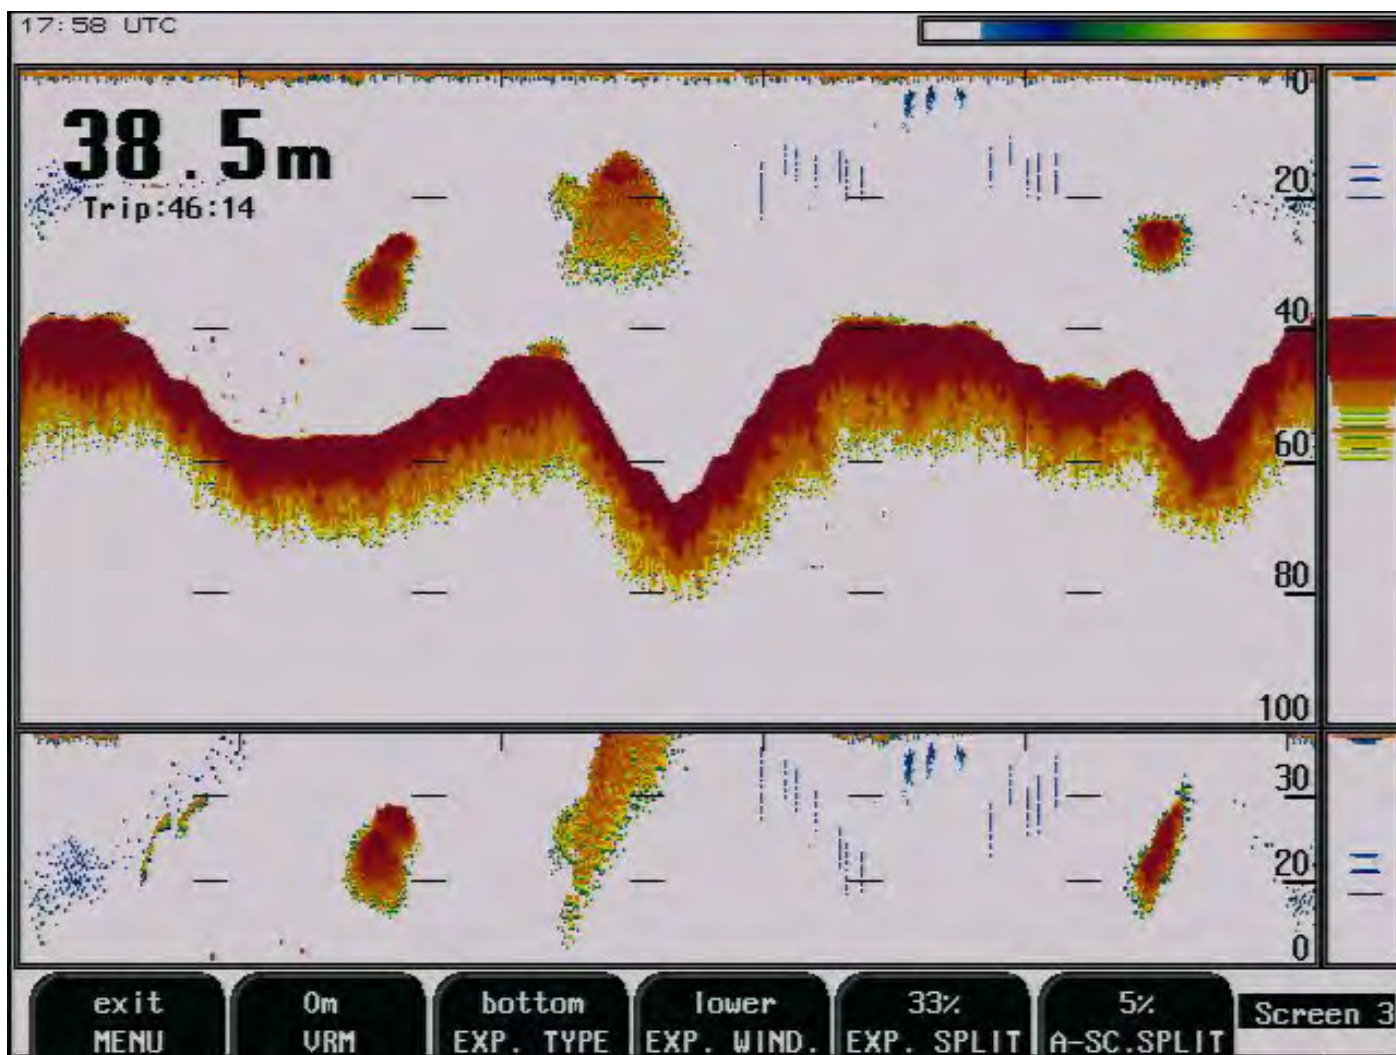 17:58 UTC
38.5m
Trip:46:14
0
20
40
60
80
100
30
20
0
exit
MENU
0m
VRM
bottom
EXP. TYPE
lower
EXP. WIND.
33%
EXP. SPLIT
5%
A-SC.SPLIT
Screen 3